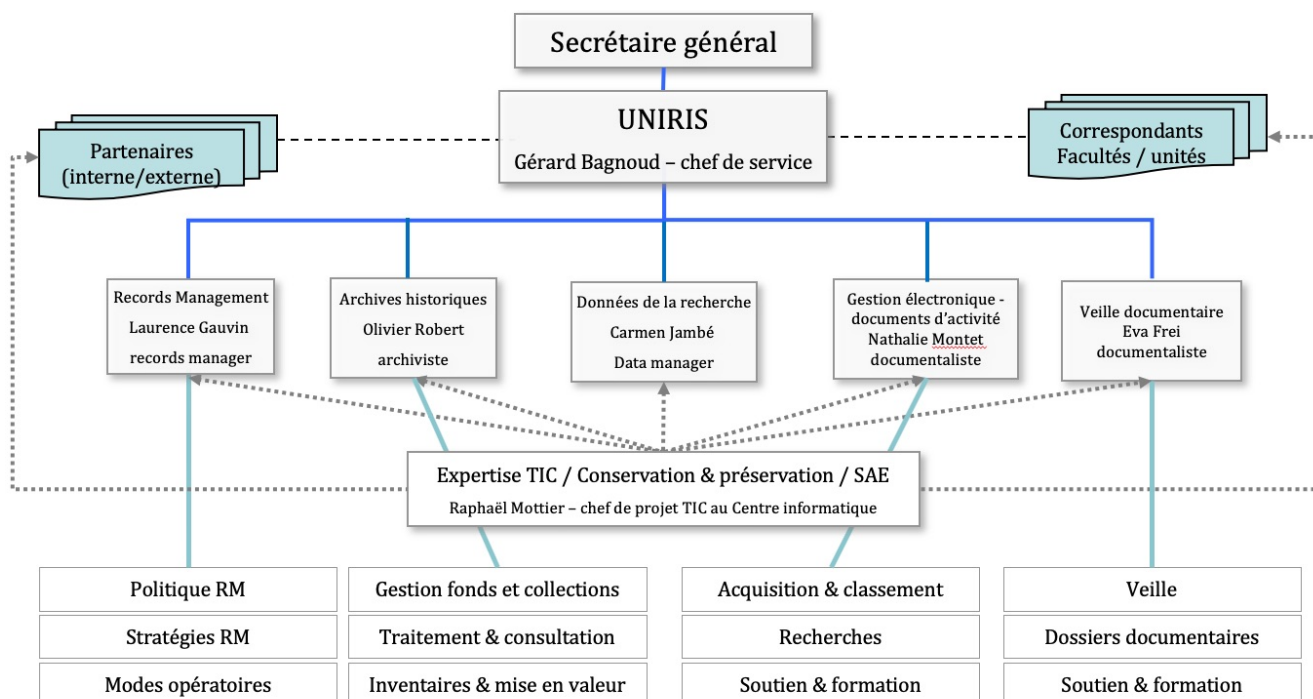 Secrétaire général
UNIRIS
Gérard Bagnoud – chef de service
Partenaires
(interne/externe)
Correspondants
Facultés / unités
Records Management
Laurence Gauvin
records manager
Archives historiques
Olivier Robert
archiviste
Données de la recherche
Carmen Jambé
Data manager
Gestion électronique -
documents d'activité
Nathalie Montet
documentaliste
Veille documentaire
Eva Frei
documentaliste
Expertise TIC / Conservation & préservation / SAE
Raphaël Mottier – chef de projet TIC au Centre informatique
Politique RM
Stratégies RM
Modes opératoires
Gestion fonds et collections
Traitement & consultation
Inventaires & mise en valeur
Acquisition & classement
Recherches
Soutien & formation
Veille
Dossiers documentaires
Soutien & formation